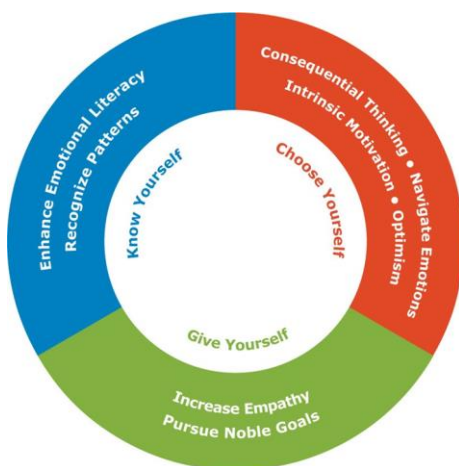 Enhance Emotional Literacy
Recognize Patterns
Know Yourself
Consequential Thinking • Navigate Emotions
Intrinsic Motivation • Optimism
Choose Yourself
Give Yourself
Increase Empathy
Pursue Noble Goals